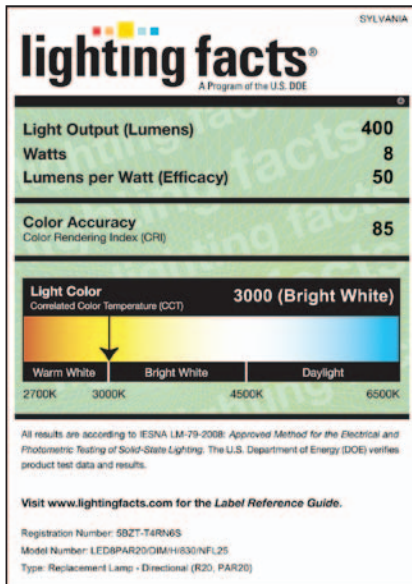 SYLVANIA
lighting facts®
A Program of the U.S. DOE
Light Output (Lumens) 400
Watts 8
Lumens per Watt (Efficacy) 50
Color Accuracy 85
Color Rendering Index (CRI)
Light Color 3000 (Bright White)
Correlated Color Temperature (CCT)
Warm White Bright White Daylight
2700K 3000K 4500K 6500K
All results are according to IESNA LM-79-2008: Approved Method for the Electrical and
Photometric Testing of Solid-State Lighting. The U.S. Department of Energy (DOE) verifies
product test data and results.
Visit www.lightingfacts.com for the Label Reference Guide.
Registration Number: 5BZT-T4RN6S
Model Number: LED8PAR20/DIM/H/830/NFL25
Type: Replacement Lamp - Directional (R20, PAR20)